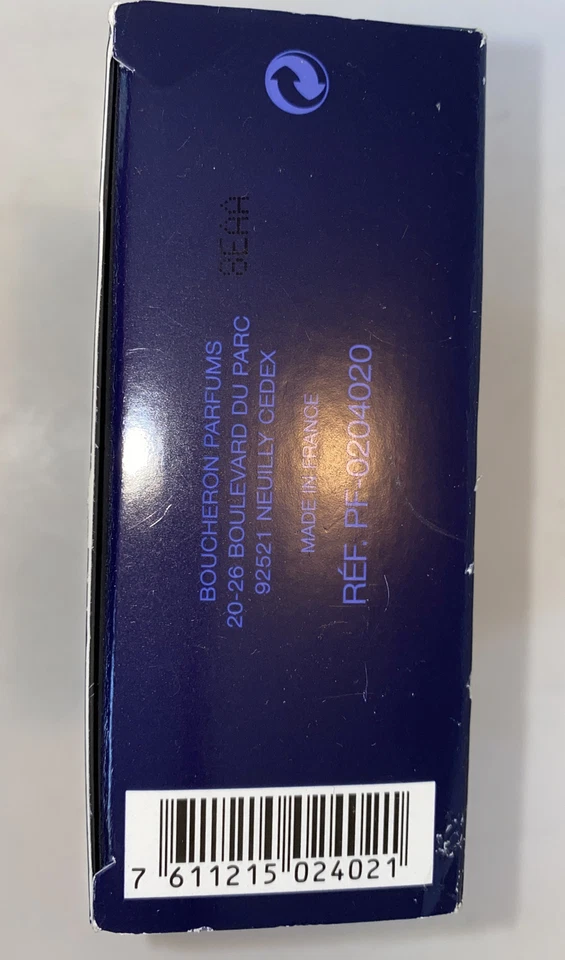 8EAA
BOUCHERON PARFUMS
20-26 BOULEVARD DU PARC
92521 NEUILLY CEDEX
MADE IN FRANCE
RÉF. PF-0204020
7 611215 024021